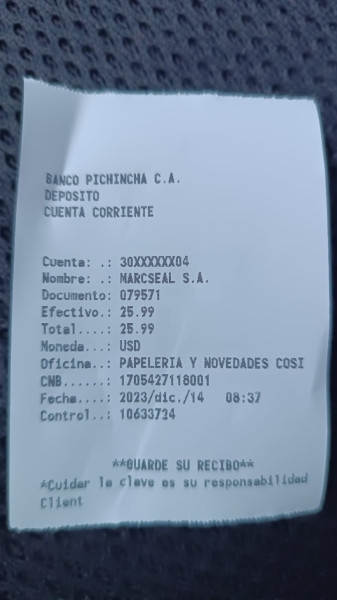 BANCO PICHINCHA C.A.
DEPOSITO
CUENTA CORRIENTE
Cuenta: .: 30XXXXXX04
Nombre: .: MARCSEAL S.A.
Documento: 079571
Efectivo.: 25.99
Total....: 25.99
Moneda...: USD
Oficina..: PAPELERIA Y NOVEDADES COSI
CNB......: 1705427118001
Fecha....: 2023/dic./14 08:37
Control..: 10633724
**GUARDE SU RECIBO**
*Cuidar la clave es su responsabilidad
Client